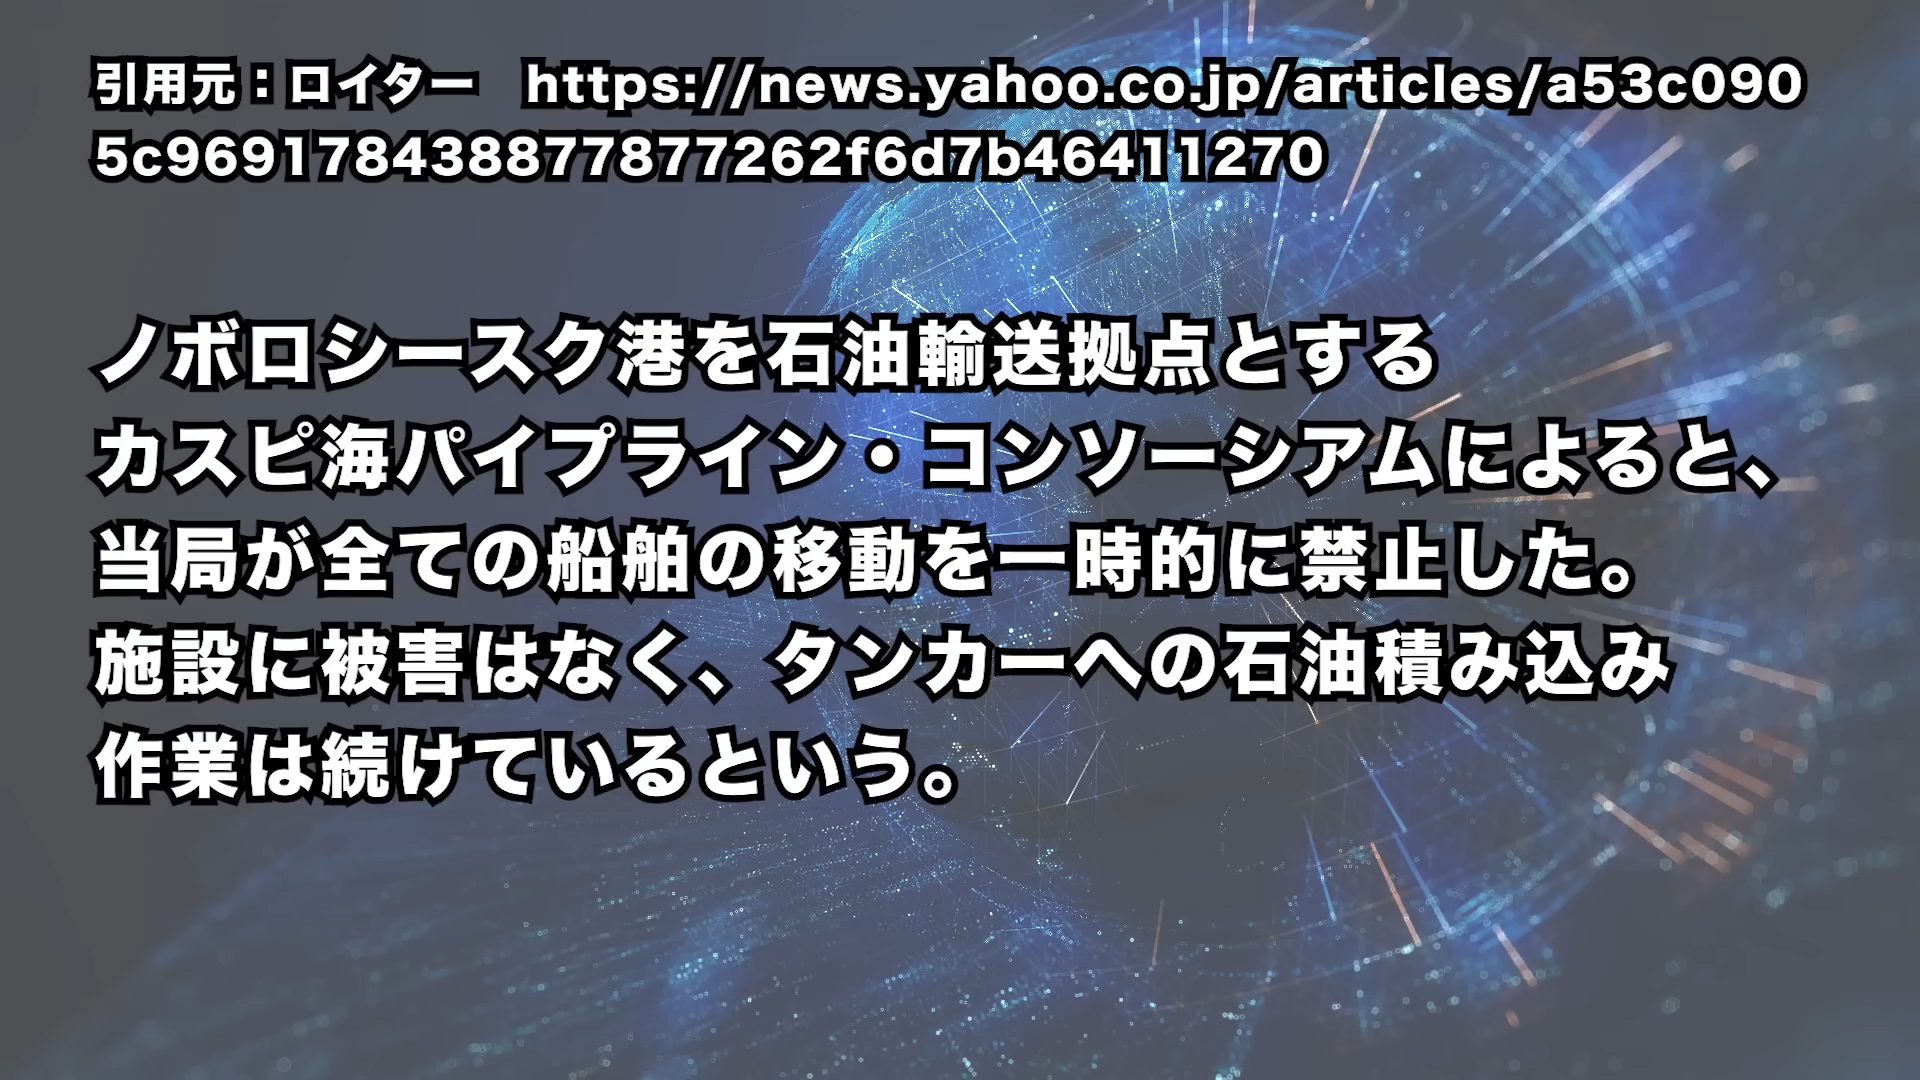 引用元：ロイター　https://news.yahoo.co.jp/articles/a53c090
5c969178438877877262f6d7b46411270
ノボロシースク港を石油輸送拠点とする
カスピ海パイプライン・コンソーシアムによると、
当局が全ての船舶の移動を一時的に禁止した。
施設に被害はなく、タンカーへの石油積み込み
作業は続けているという。